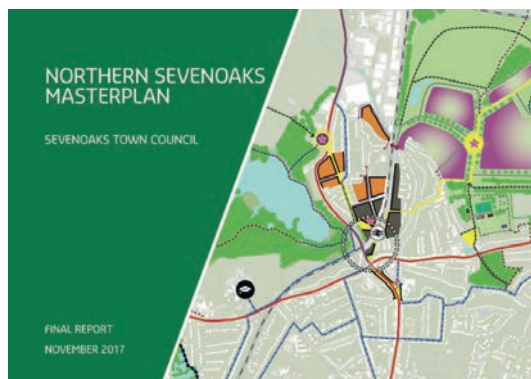 NORTHERN SEVENOAKS
MASTERPLAN
SEVENOAKS TOWN COUNCIL
FINAL REPORT
NOVEMBER 2017